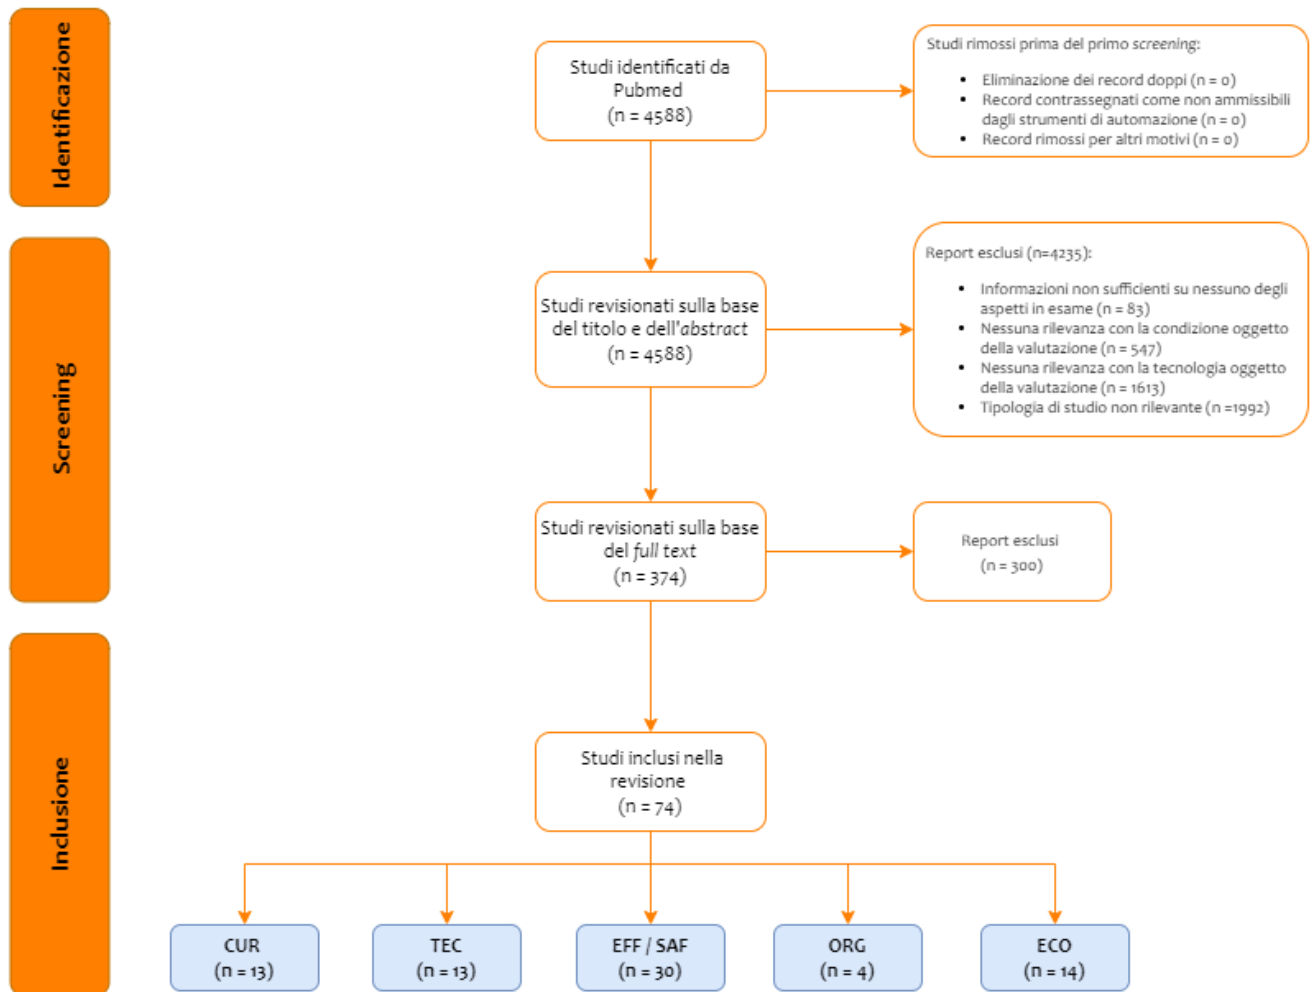 Identificazione
Studi identificati da
Pubmed
(n = 4588)
Studi rimossi prima del primo screening:
▪ Eliminazione dei record doppi (n = 0)
▪ Record contrassegnati come non ammissibili
dagli strumenti di automazione (n = 0)
▪ Record rimossi per altri motivi (n = 0)
Screening
Studi revisionati sulla base
del titolo e dell'abstract
(n = 4588)
Report esclusi (n=4235):
▪ Informazioni non sufficienti su nessuno degli
aspetti in esame (n = 83)
▪ Nessuna rilevanza con la condizione oggetto
della valutazione (n = 547)
▪ Nessuna rilevanza con la tecnologia oggetto
della valutazione (n = 1613)
▪ Tipologia di studio non rilevante (n =1992)
Studi revisionati sulla base
del full text
(n = 374)
Report esclusi
(n = 300)
Inclusione
Studi inclusi nella
revisione
(n = 74)
CUR
(n = 13)
TEC
(n = 13)
EFF / SAF
(n = 30)
ORG
(n = 4)
ECO
(n = 14)